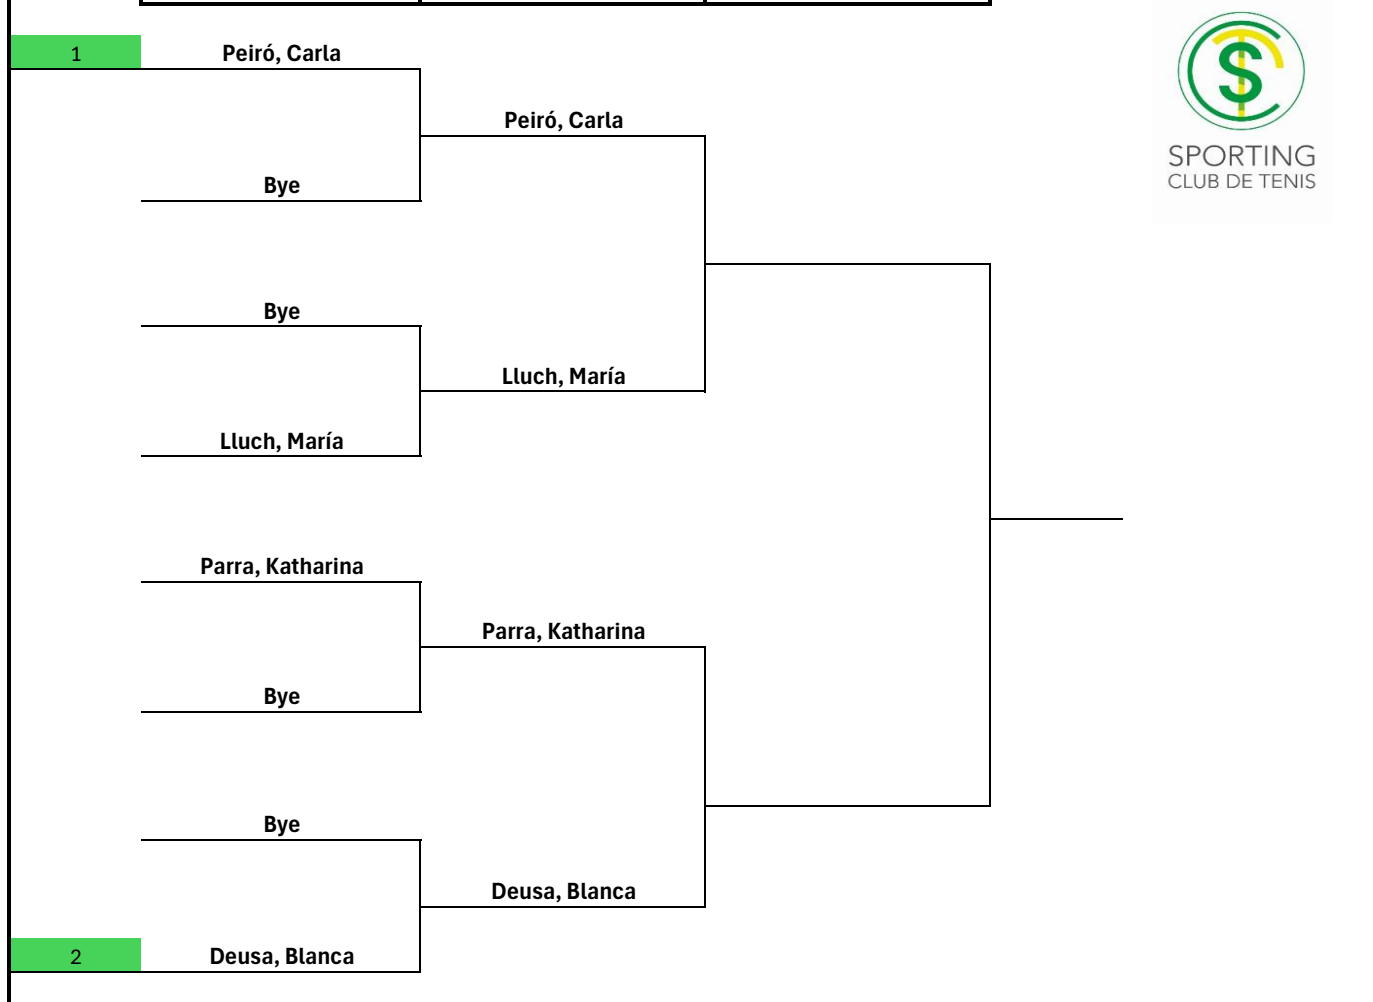 1
Peiró, Carla
Peiró, Carla
Bye
SPORTING
CLUB DE TENIS
Bye
Lluch, María
Lluch, María
Parra, Katharina
Parra, Katharina
Bye
Bye
Deusa, Blanca
2
Deusa, Blanca